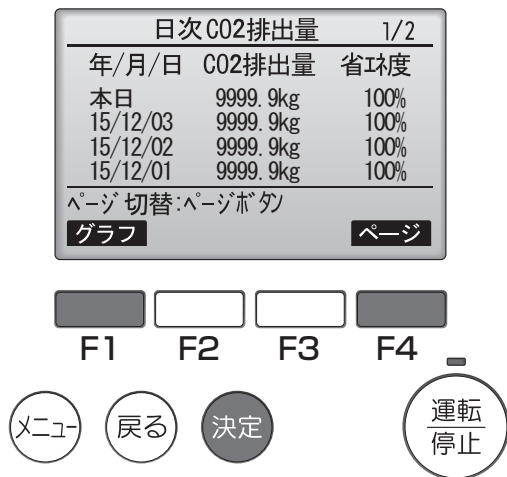 日次CO2排出量 1/2
年/月/日 CO2排出量 省エネ度
本日 9999.9kg 100%
15/12/03 9999.9kg 100%
15/12/02 9999.9kg 100%
15/12/01 9999.9kg 100%
ページ切替:ページボタン
グラフ ページ
F1 F2 F3 F4
メニュー 戻る 決定 運転
停止